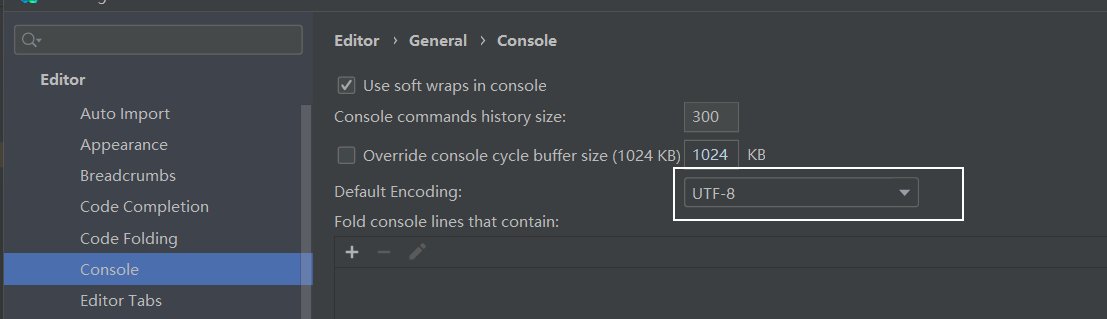 Editor › General › Console
Editor
Use soft wraps in console
Auto Import
Console commands history size: 300
Appearance
Override console cycle buffer size (1024 KB) 1024 KB
Breadcrumbs
Default Encoding: UTF-8
Code Completion
Fold console lines that contain:
Code Folding
Console
Editor Tabs